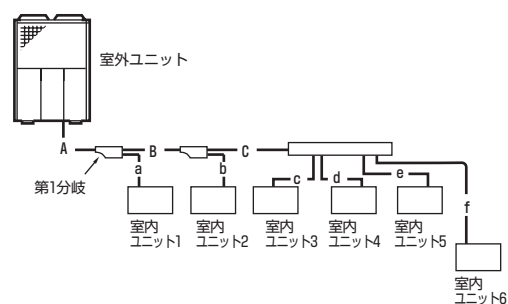 室外ユニット
A
B
C
第1分岐
a
b
c
d
e
f
室内
ユニット1
室内
ユニット2
室内
ユニット3
室内
ユニット4
室内
ユニット5
室内
ユニット6